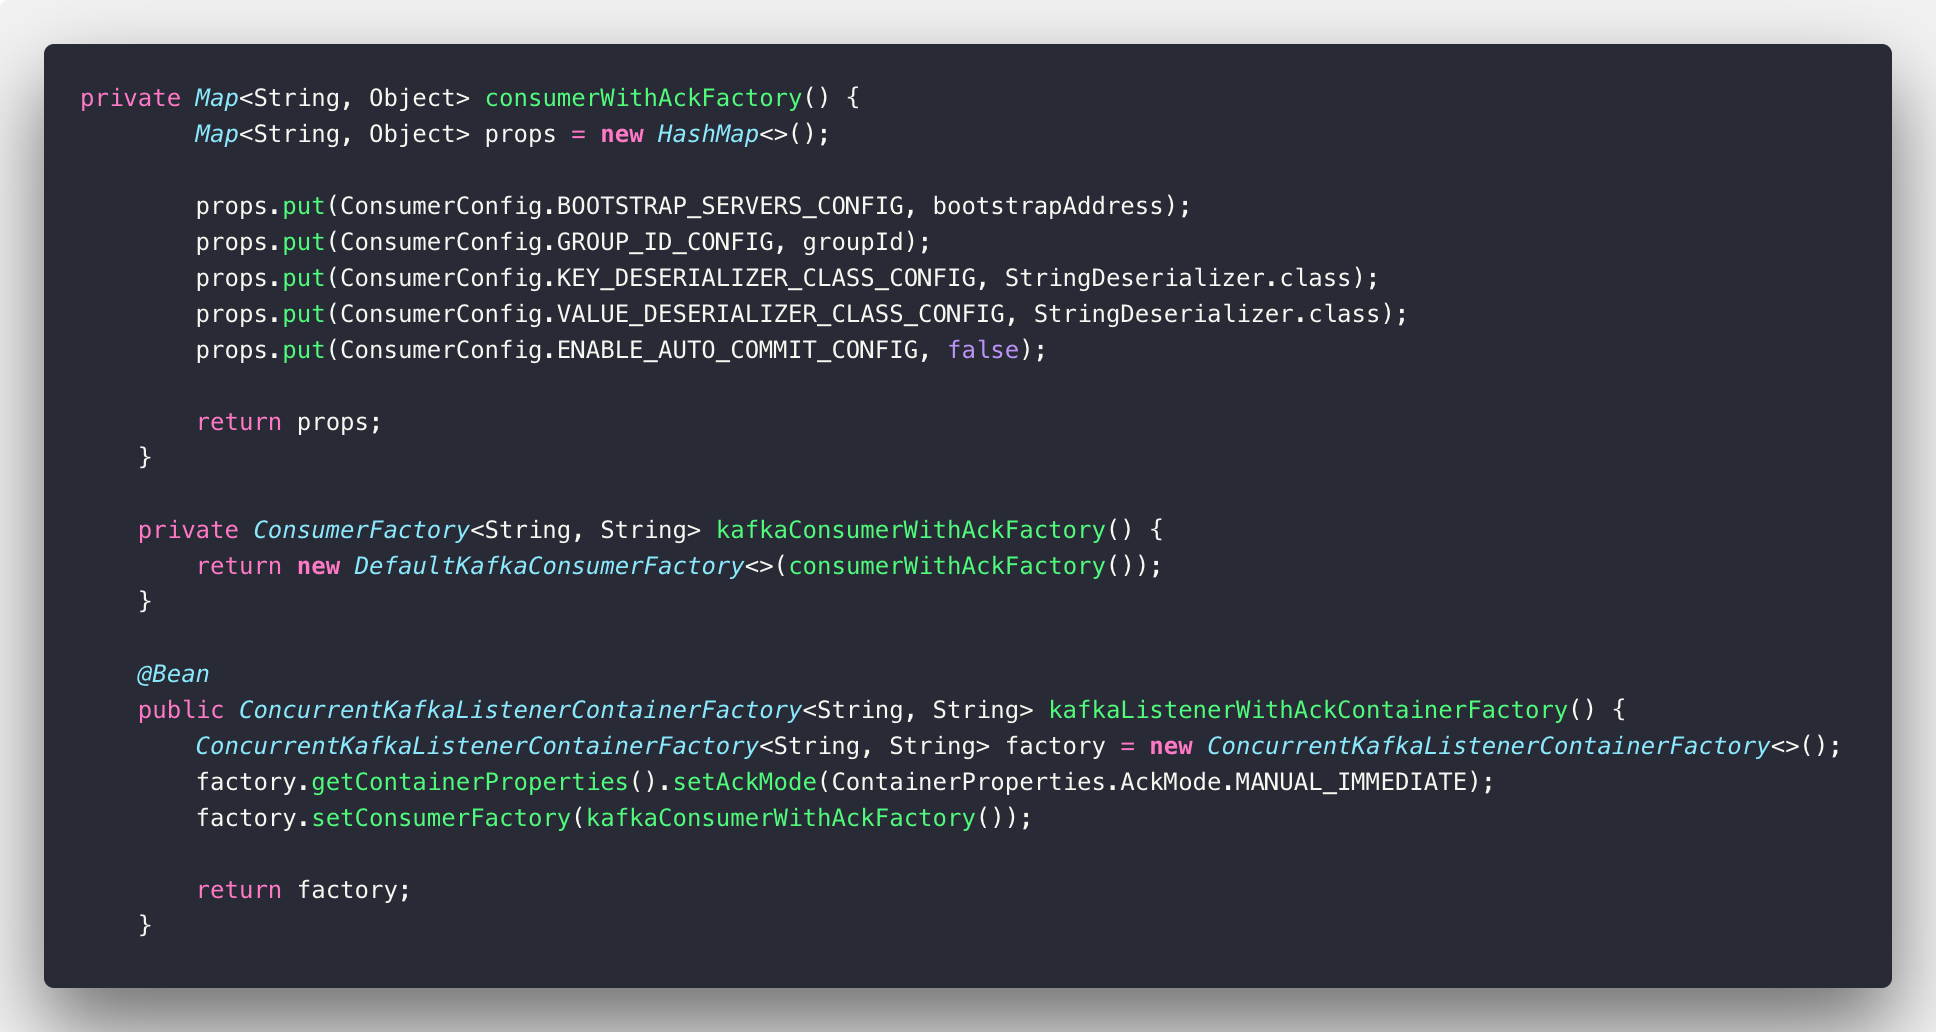 private Map<String, Object> consumerWithAckFactory() {
        Map<String, Object> props = new HashMap<>();

        props.put(ConsumerConfig.BOOTSTRAP_SERVERS_CONFIG, bootstrapAddress);
        props.put(ConsumerConfig.GROUP_ID_CONFIG, groupId);
        props.put(ConsumerConfig.KEY_DESERIALIZER_CLASS_CONFIG, StringDeserializer.class);
        props.put(ConsumerConfig.VALUE_DESERIALIZER_CLASS_CONFIG, StringDeserializer.class);
        props.put(ConsumerConfig.ENABLE_AUTO_COMMIT_CONFIG, false);

        return props;
    }

    private ConsumerFactory<String, String> kafkaConsumerWithAckFactory() {
        return new DefaultKafkaConsumerFactory<>(consumerWithAckFactory());
    }

    @Bean
    public ConcurrentKafkaListenerContainerFactory<String, String> kafkaListenerWithAckContainerFactory() {
        ConcurrentKafkaListenerContainerFactory<String, String> factory = new ConcurrentKafkaListenerContainerFactory<>();
        factory.getContainerProperties().setAckMode(ContainerProperties.AckMode.MANUAL_IMMEDIATE);
        factory.setConsumerFactory(kafkaConsumerWithAckFactory());

        return factory;
    }